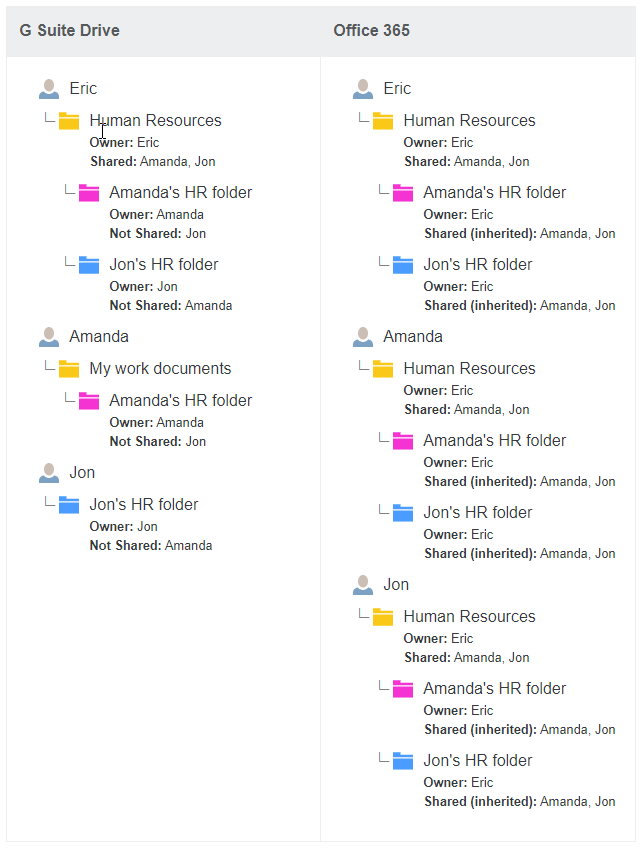 G Suite Drive
Eric
Human Resources
Owner: Eric
Shared: Amanda, Jon
Amanda's HR folder
Owner: Amanda
Not Shared: Jon
Jon's HR folder
Owner: Jon
Not Shared: Amanda
Amanda
My work documents
Amanda's HR folder
Owner: Amanda
Not Shared: Jon
Jon
Jon's HR folder
Owner: Jon
Not Shared: Amanda
Office 365
Eric
Human Resources
Owner: Eric
Shared: Amanda, Jon
Amanda's HR folder
Owner: Eric
Shared (inherited): Amanda, Jon
Jon's HR folder
Owner: Eric
Shared (inherited): Amanda, Jon
Amanda
Human Resources
Owner: Eric
Shared: Amanda, Jon
Amanda's HR folder
Owner: Eric
Shared (inherited): Amanda, Jon
Jon's HR folder
Owner: Eric
Shared (inherited): Amanda, Jon
Jon
Human Resources
Owner: Eric
Shared: Amanda, Jon
Amanda's HR folder
Owner: Eric
Shared (inherited): Amanda, Jon
Jon's HR folder
Owner: Eric
Shared (inherited): Amanda, Jon